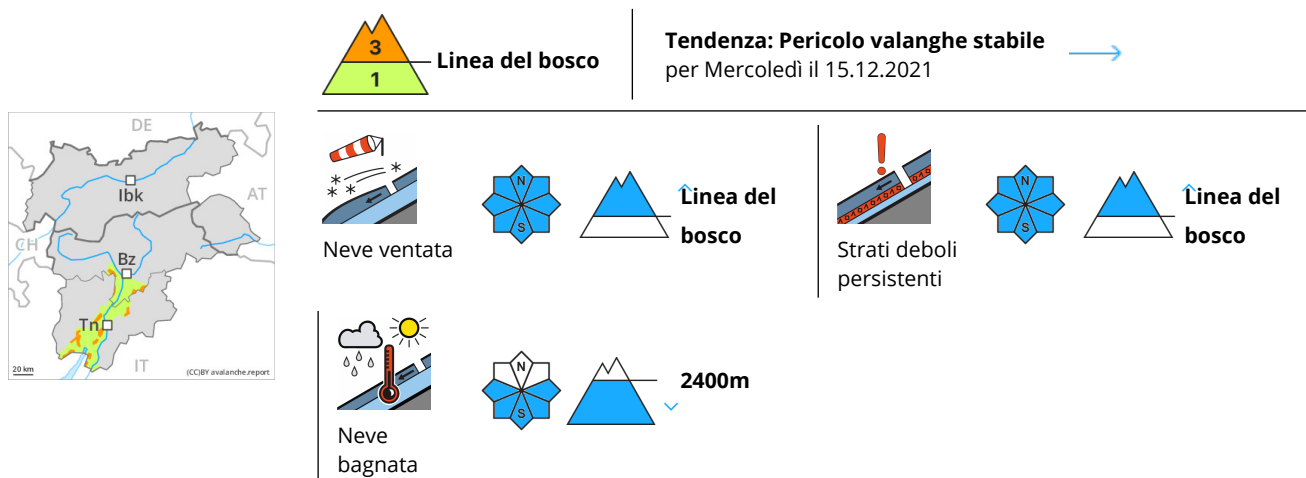 3
1
Linea del bosco
Tendenza: Pericolo valanghe stabile
per Mercoledì il 15.12.2021
DE
Ibk
AT
CH
Bz
Tn
IT
20 km
(CC)BY avalanche.report
N
S
Neve ventata
Linea del
bosco
N
S
Strati deboli
persistenti
Linea del
bosco
N
S
Neve
bagnata
2400m